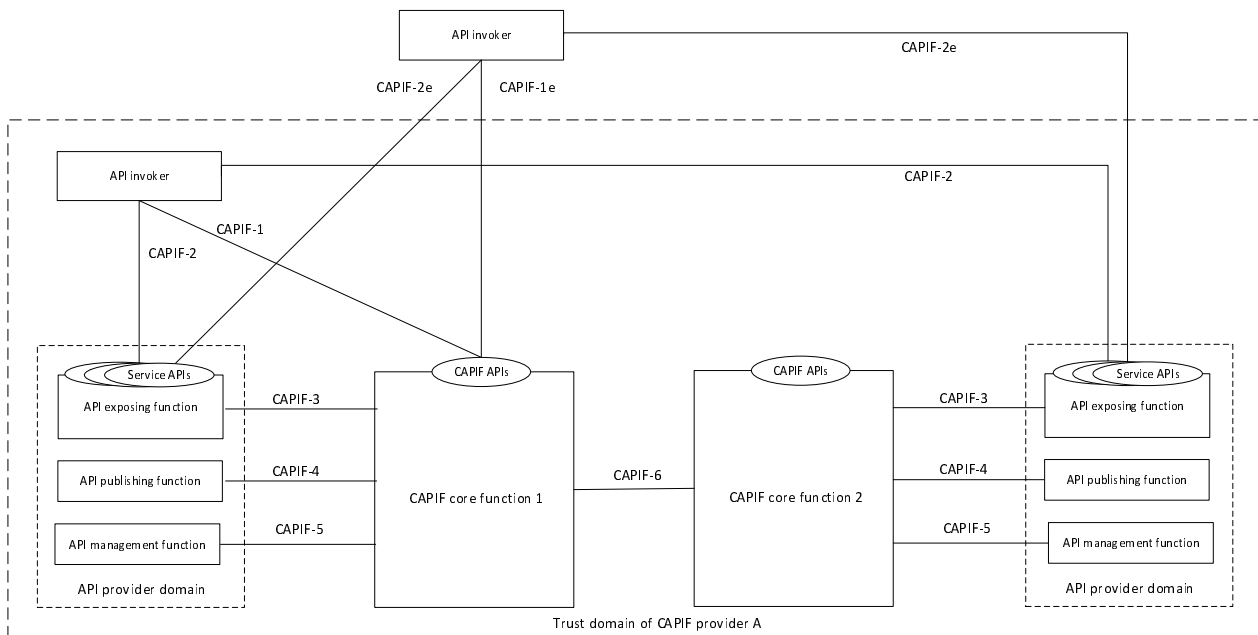 API invoker
CAPIF-2e
CAPIF-2e
CAPIF-1e
API invoker
CAPIF-2
CAPIF-1
CAPIF-2
Service APIs
CAPIF APIs
CAPIF APIs
Service APIs
API exposing function
CAPIF-3
CAPIF-3
API exposing function
API publishing function
CAPIF-4
CAPIF-6
CAPIF-4
API publishing function
CAPIF core function 1
CAPIF core function 2
API management function
CAPIF-5
CAPIF-5
API management function
API provider domain
API provider domain
Trust domain of CAPIF provider A